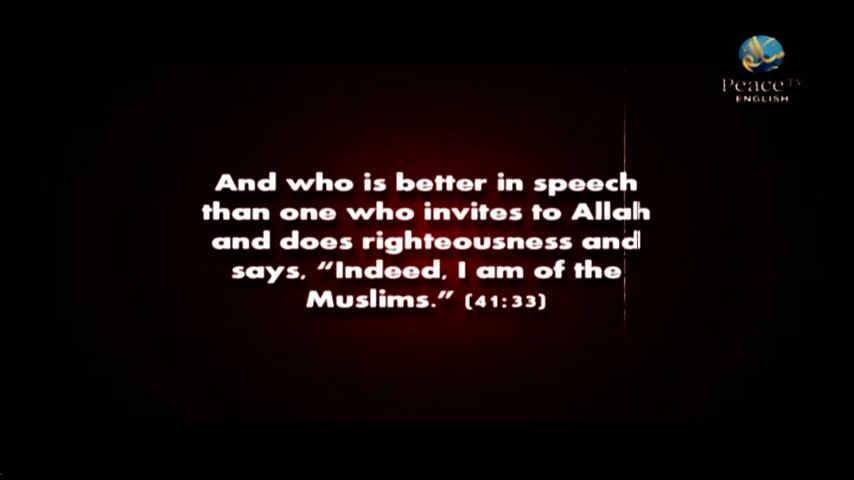 سلام
Peace TV
ENGLISH
And who is better in speech
than one who invites to Allah
and does righteousness and
says, “Indeed, I am of the
Muslims.” (41:33)